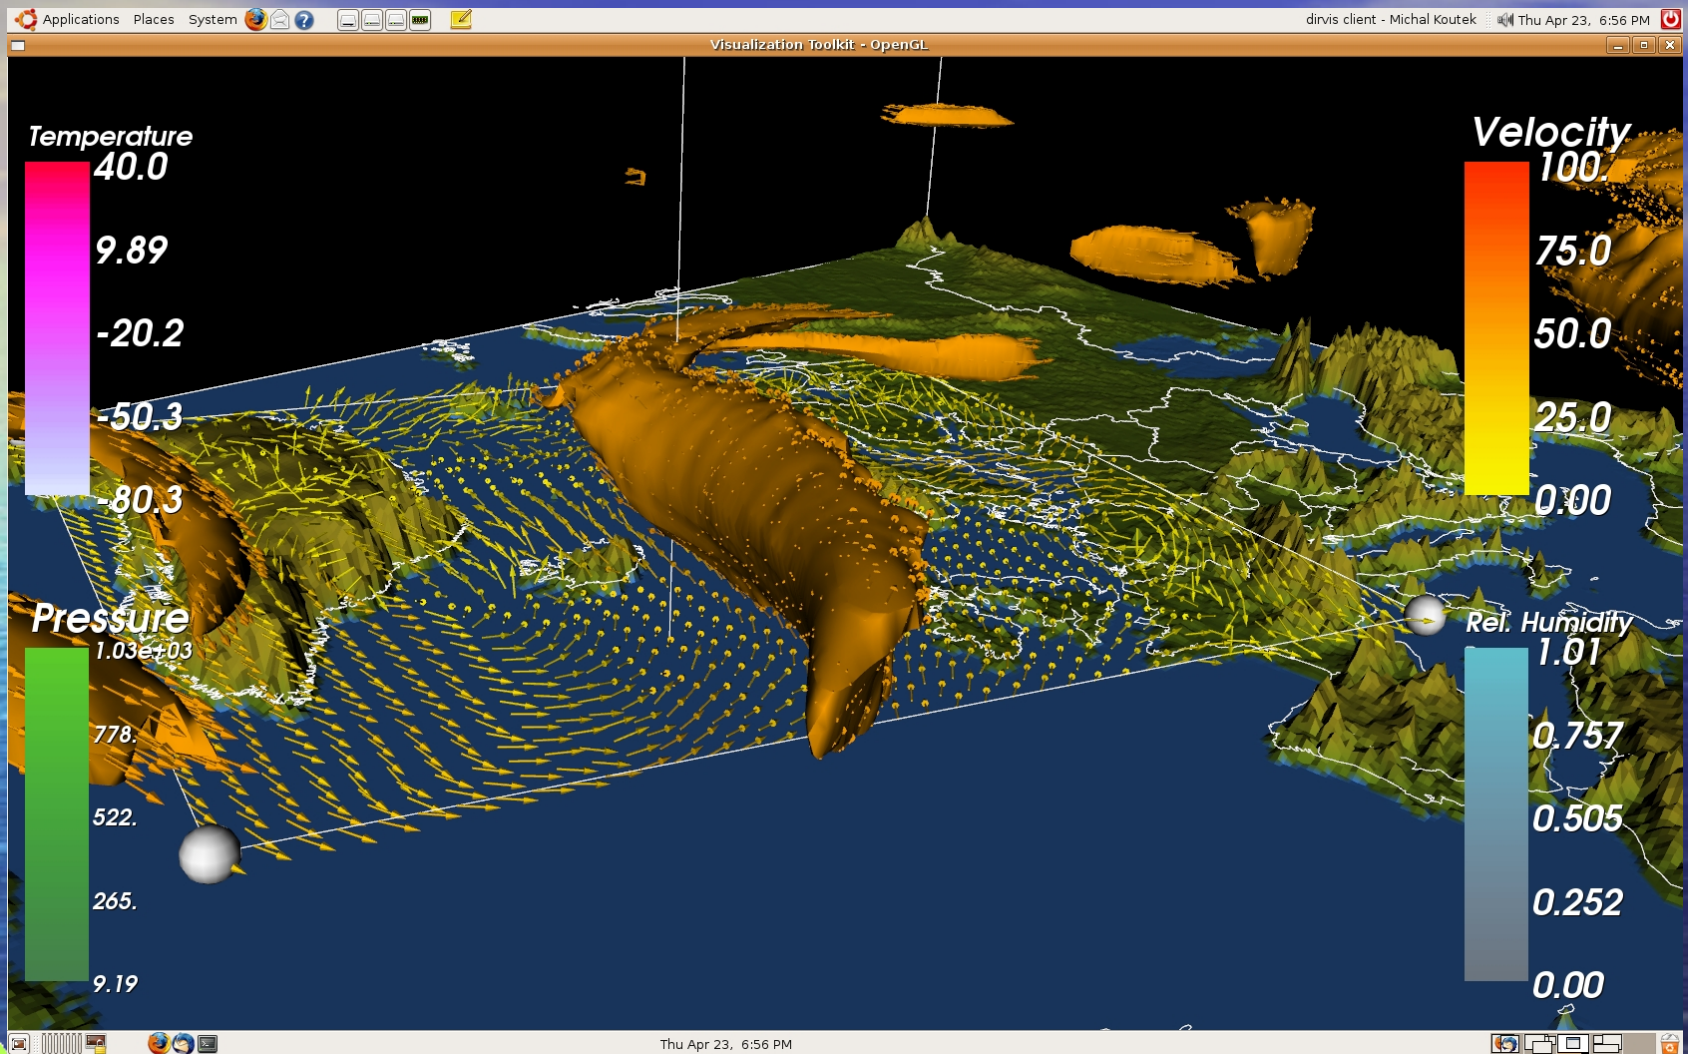 Applications Places System
dirvis client - Michal Koutek
Thu Apr 23, 6:56 PM
Visualization Toolkit - OpenGL
Temperature
40.0
9.89
-20.2
-50.3
-80.3
Velocity
100.
75.0
50.0
25.0
0.00
Pressure
1.03e+03
778.
522.
265.
9.19
Rel. Humidity
1.01
0.757
0.505
0.252
0.00
Thu Apr 23, 6:56 PM